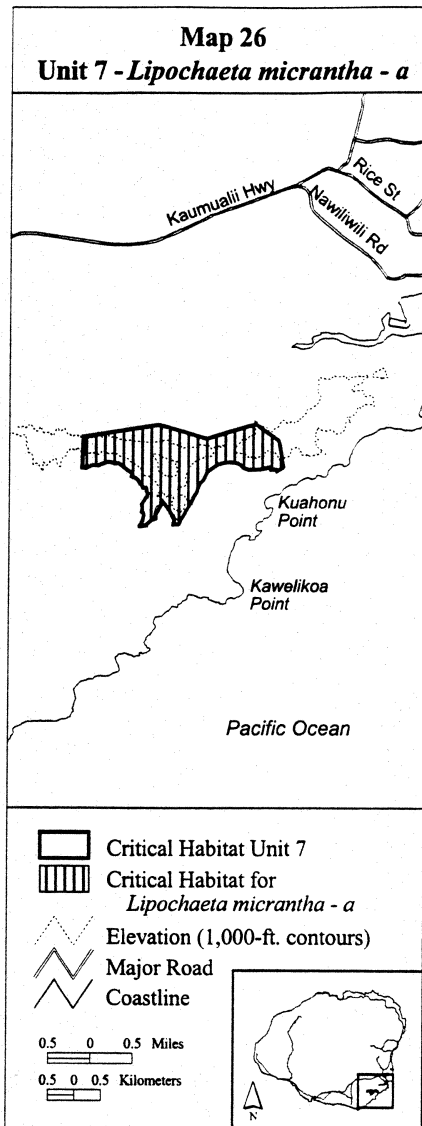 Map 26
Unit 7 - Lipochaeta micrantha - a
Rice St
Kaumualii Hwy
Nawiliwili Rd
Kuahonu
Point
Kawelikoa
Point
Pacific Ocean
Critical Habitat Unit 7
Critical Habitat for
Lipochaeta micrantha - a
Elevation (1,000-ft. contours)
Major Road
Coastline
0.5 0 0.5 Miles
0.5 0 0.5 Kilometers
N